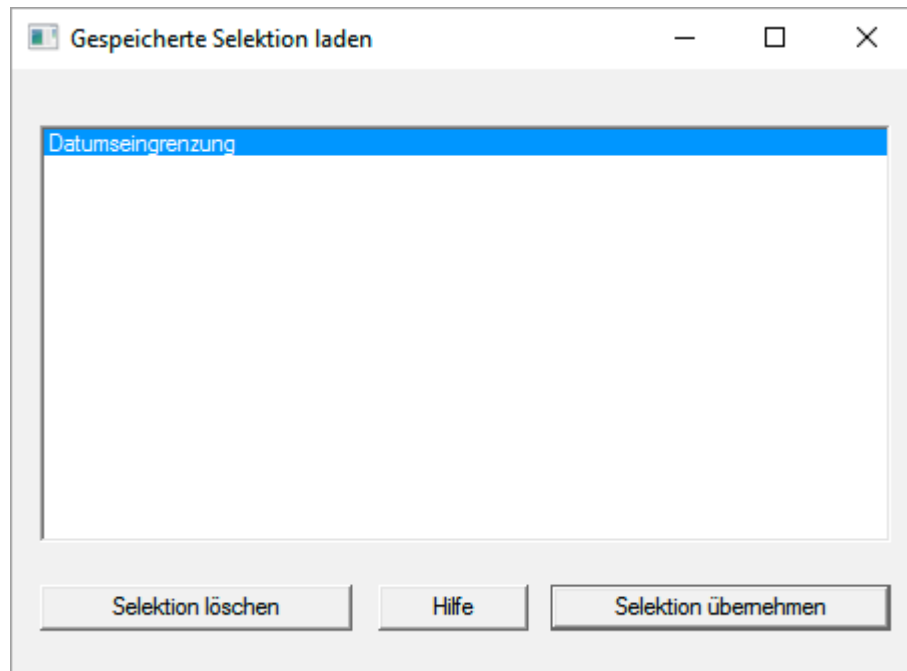 Gespeicherte Selektion laden
Datumseingrenzung
Selektion löschen Hilfe Selektion übernehmen